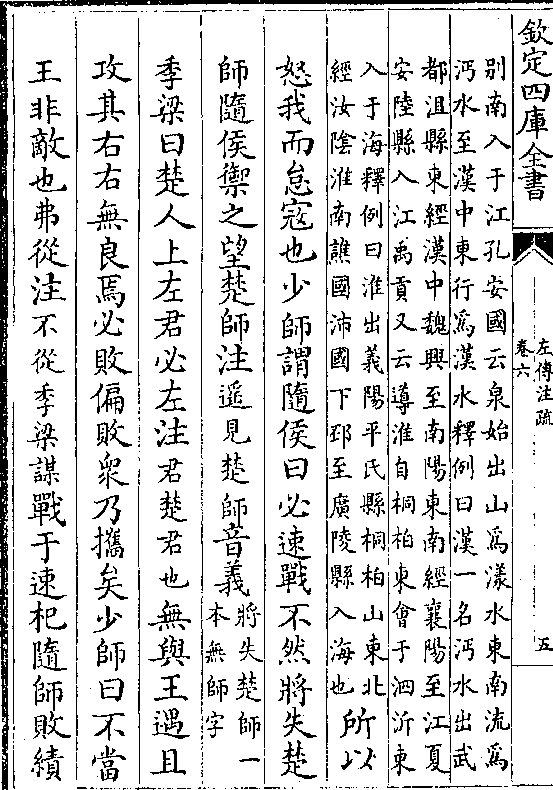 欽定四庫全書
左傳注疏
卷六
五
别南入于江孔安國云泉始出山為漾水東南流為
沔水至漢中東行為漢水釋例曰漢一名沔水出武
都沮縣東經漢中魏興至南陽東南經襄陽至江夏
安陸縣入江禹貢又云導淮自桐柏東會于泗沂東
入于海釋例曰淮出義陽平氏縣桐柏山東北
經汝陰淮南譙國沛國下邳至廣陵縣入海也
所以
怒我而怠寇也少師謂隨侯曰必速戰不然將失楚
師隨侯禦之望楚師注遥見楚師音義
將失楚師一
本無師字
季梁曰楚人上左君必左注君楚君也無與王遇且
攻其右右無良焉必敗偏敗衆乃攜矣少師曰不當
王非敵也弗從注不從季梁謀戰于速杞隨師敗績